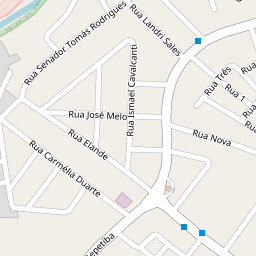 Rua Senador Tomás Rodrigues
Rua Landri Sales
Rua Ismael Cavalcanti
Rua Três
Rua 1
Rua José Melo
Rua Nova
Rua Elande
Rua Carmélia Duarte
epetiba